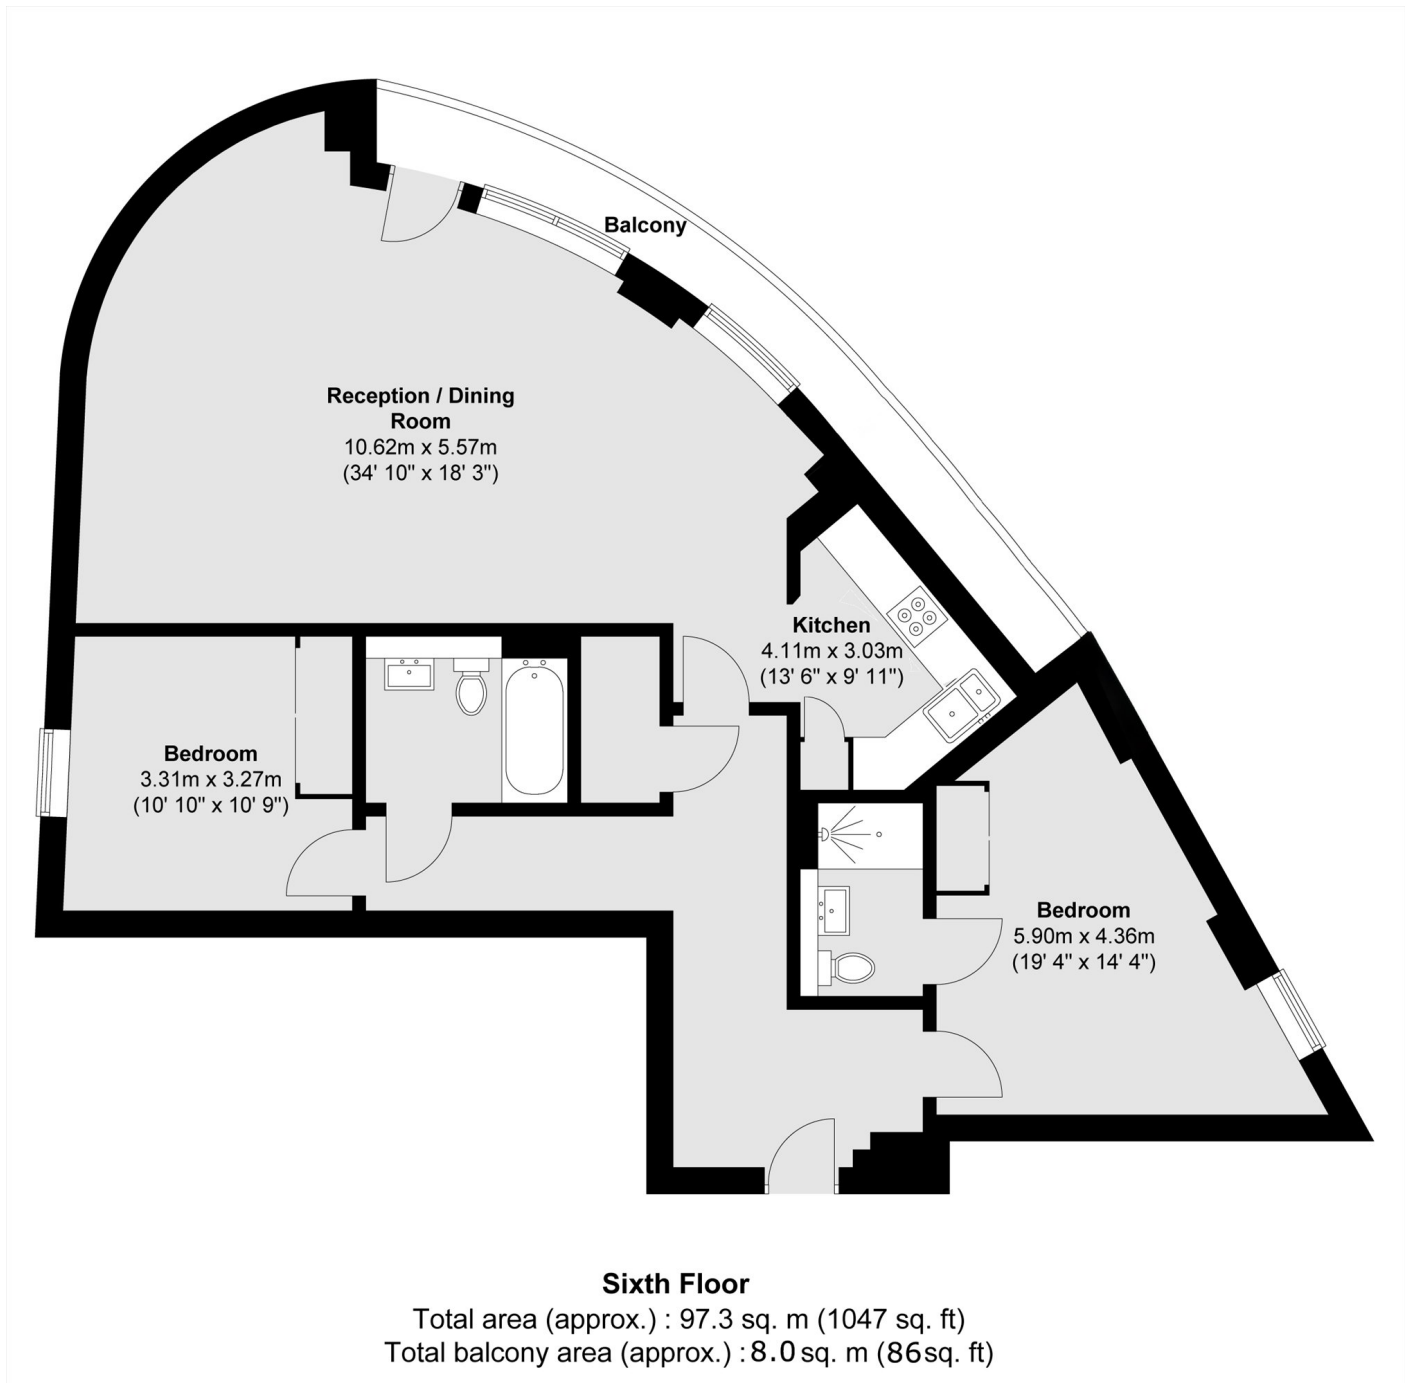 Balcony
Reception / Dining
Room
10.62m x 5.57m
(34' 10" x 18' 3")
Kitchen
4.11m x 3.03m
(13' 6" x 9' 11")
Bedroom
3.31m x 3.27m
(10' 10" x 10' 9")
Bedroom
5.90m x 4.36m
(19' 4" x 14' 4")
Sixth Floor
Total area (approx.) : 97.3 sq. m (1047 sq. ft)
Total balcony area (approx.) : 8.0 sq. m (86sq. ft)